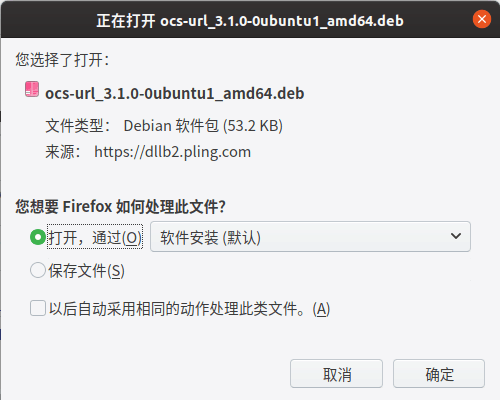 正在打开 ocs-url_3.1.0-0ubuntu1_amd64.deb
您选择了打开：
ocs-url_3.1.0-0ubuntu1_amd64.deb
文件类型： Debian 软件包 (53.2 KB)
来源： https://dllb2.pling.com
您想要 Firefox 如何处理此文件？
打开，通过(O) 软件安装 (默认)
保存文件(S)
以后自动采用相同的动作处理此类文件。(A)
取消 确定